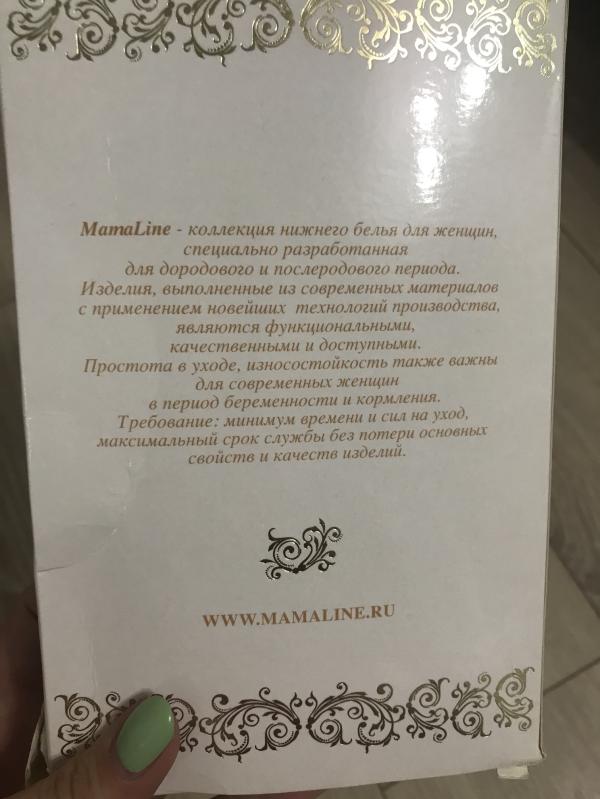 MamaLine - коллекция нижнего белья для женщин,
специально разработанная
для дородового и послеродового периода.
Изделия, выполненные из современных материалов
с применением новейших технологий производства,
являются функциональными,
качественными и доступными.
Простота в уходе, износостойкость также важны
для современных женщин
в период беременности и кормления.
Требование: минимум времени и сил на уход,
максимальный срок службы без потери основных
свойств и качеств изделий.
WWW.MAMALINE.RU